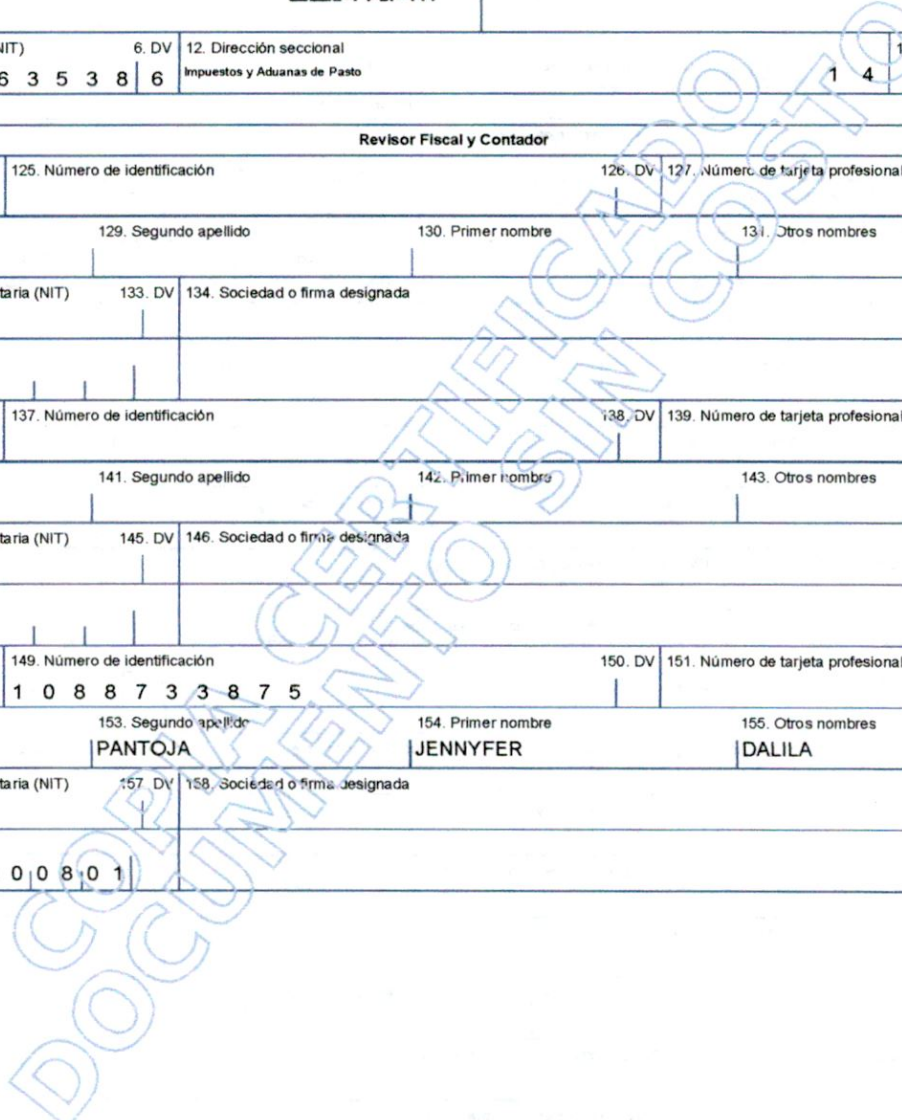 NIT) 6. DV 12. Dirección seccional
6 3 5 3 8 6 Impuestos y Aduanas de Pasto 1 4
Revisor Fiscal y Contador
125. Número de identificación 126. DV 127. Número de tarjeta profesional
129. Segundo apellido 130. Primer nombre 131. Otros nombres
taria (NIT) 133. DV 134. Sociedad o firma designada
137. Número de identificación 138. DV 139. Número de tarjeta profesional
141. Segundo apellido 142. Primer nombre 143. Otros nombres
taria (NIT) 145. DV 146. Sociedad o firma designada
149. Número de identificación 150. DV 151. Número de tarjeta profesional
1 0 8 8 7 3 3 8 7 5
153. Segundo apellido 154. Primer nombre 155. Otros nombres
PANTOJA JENNYFER DALILA
taria (NIT) 157. DV 158. Sociedad o firma designada
0 0 8 0 1
COPIA CERTIFICADO
DOCUMENTO SIN COSTO